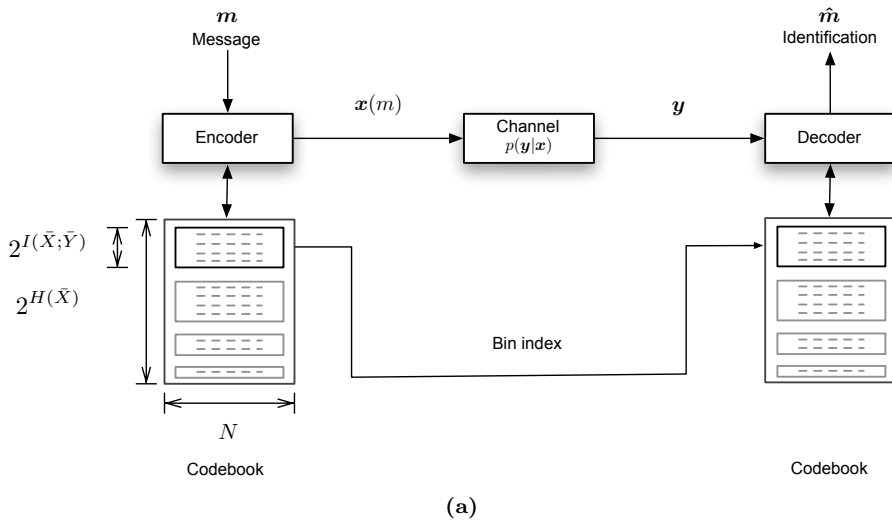 m
Message
m̂
Identification
x(m)
y
Encoder
Channel
p(y|x)
Decoder
2^{I(X̄;Ȳ)}
2^{H(X̄)}
Bin index
N
Codebook
Codebook
(a)